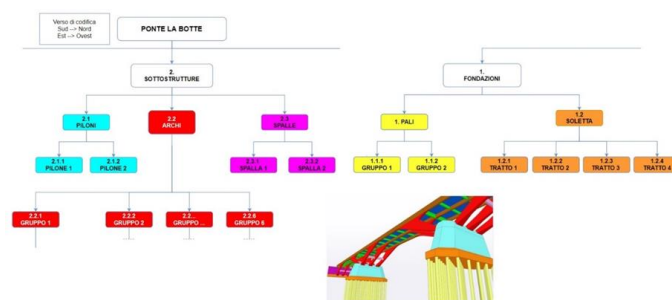 Verso di codifica
Sud --> Nord
Est --> Ovest
PONTE LA BOTTE
2.
SOTTOSTRUTTURE
1.
FONDAZIONI
2.1
PILONI
2.2
ARCHI
2.3
SPALLE
1. PALI
1.2
SOLETTA
2.1.1
PILONE 1
2.1.2
PILONE 2
2.3.1
SPALLA 1
2.3.2
SPALLA 2
1.1.1
GRUPPO 1
1.1.2
GRUPPO 2
1.2.1
TRATTO 1
1.2.2
TRATTO 2
1.2.3
TRATTO 3
1.2.4
TRATTO 4
2.2.1
GRUPPO 1
2.2.2
GRUPPO 2
2.2...
GRUPPO ...
2.2.6
GRUPPO 6